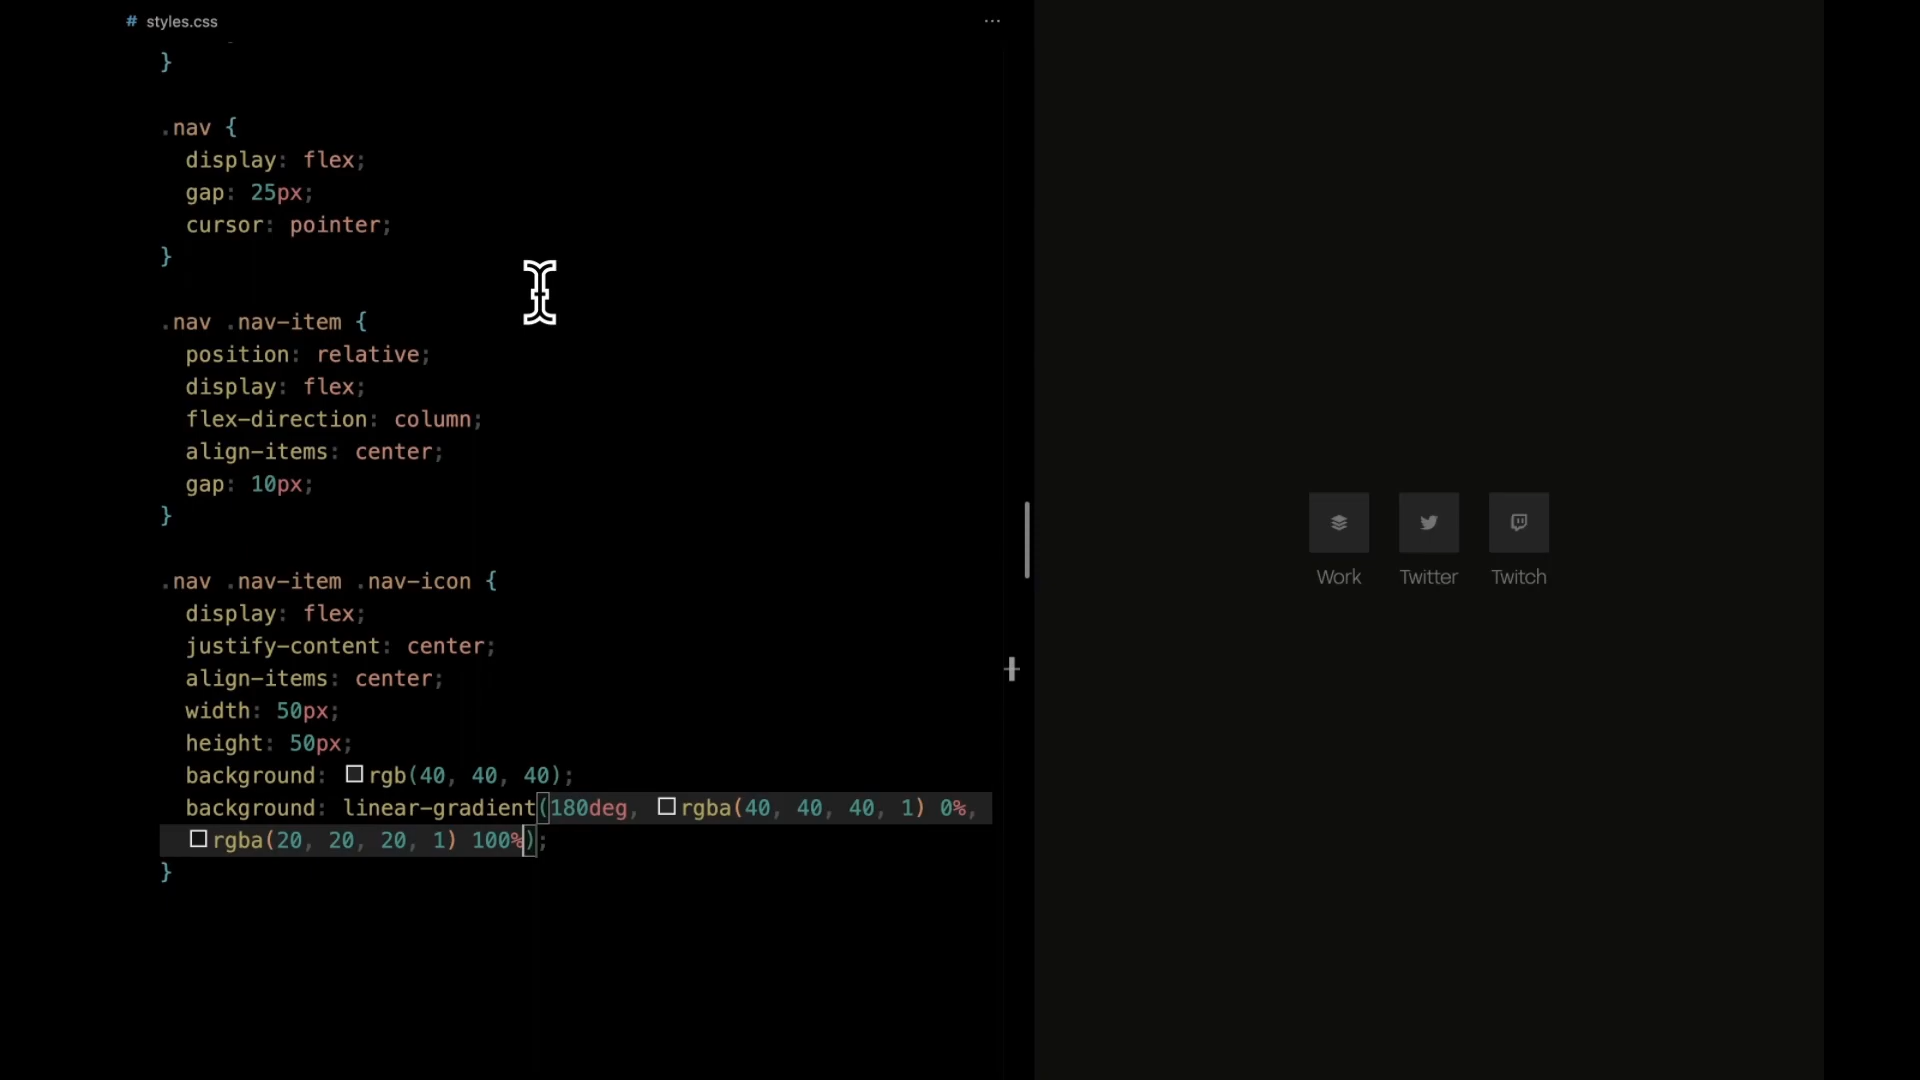 # styles.css ...
}
.nav {
display: flex;
gap: 25px;
cursor: pointer;
}
.nav .nav-item {
position: relative;
display: flex;
flex-direction: column;
align-items: center;
gap: 10px;
}
.nav .nav-item .nav-icon {
display: flex;
justify-content: center;
align-items: center;
width: 50px;
height: 50px;
background: rgb(40, 40, 40);
background: linear-gradient(180deg, rgba(40, 40, 40, 1) 0%,
rgba(20, 20, 20, 1) 100%);
}
Work Twitter Twitch